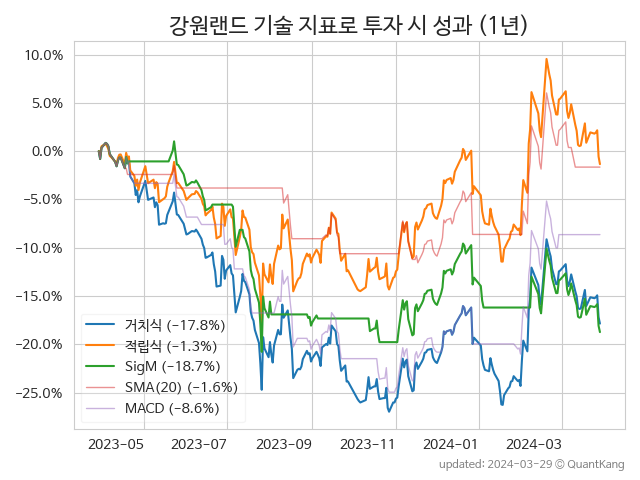 강원랜드 기술 지표로 투자 시 성과 (1년)
10.0%
5.0%
0.0%
−5.0%
−10.0%
−15.0%
−20.0%
−25.0%
거치식 (−17.8%)
적립식 (−1.3%)
SigM (−18.7%)
SMA(20) (−1.6%)
MACD (−8.6%)
2023-05 2023-07 2023-09 2023-11 2024-01 2024-03
updated: 2024-03-29 © QuantKang